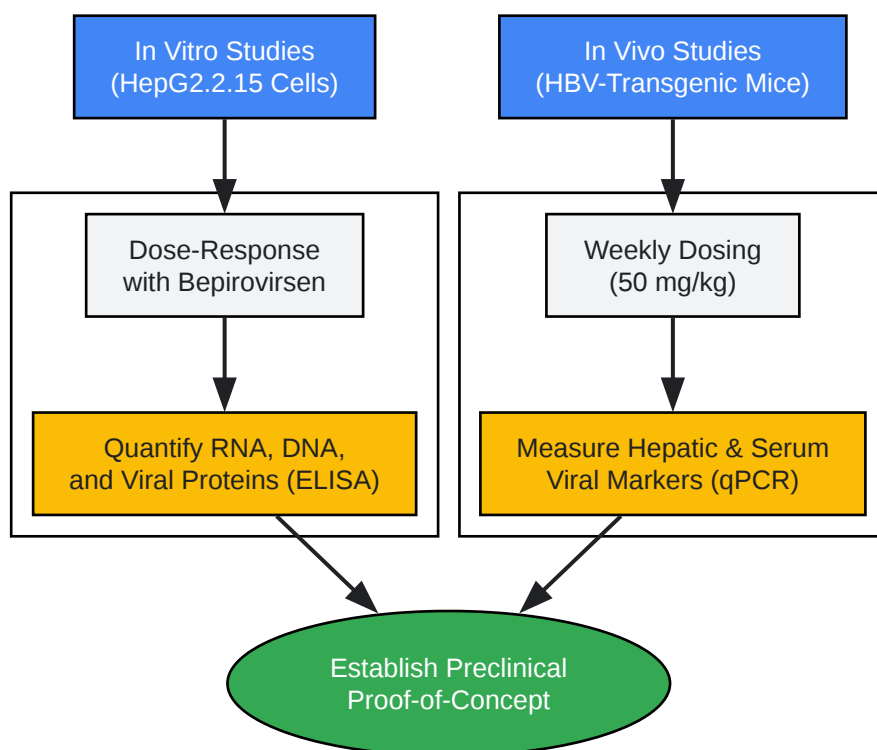 In Vitro Studies
(HepG2.2.15 Cells)
In Vivo Studies
(HBV-Transgenic Mice)
Dose-Response
with Bepirovirsen
Weekly Dosing
(50 mg/kg)
Quantify RNA, DNA,
and Viral Proteins (ELISA)
Measure Hepatic & Serum
Viral Markers (qPCR)
Establish Preclinical
Proof-of-Concept